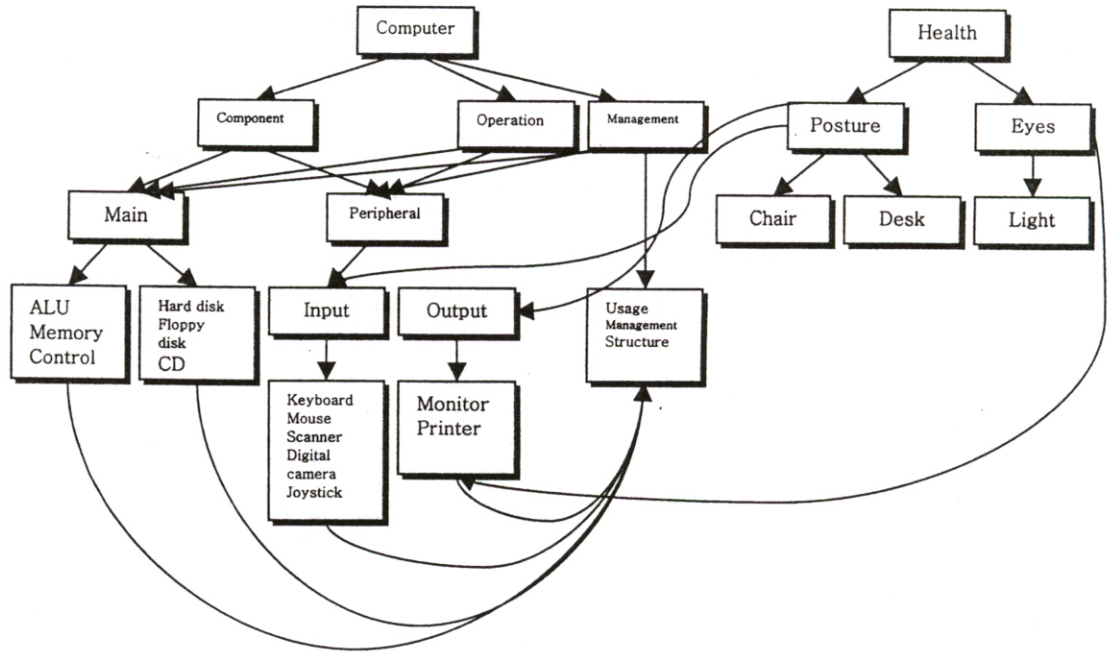 Computer
Health
Component
Operation
Management
Posture
Eyes
Main
Peripheral
Chair
Desk
Light
ALU
Memory
Control
Hard disk
Floppy
disk
CD
Input
Output
Usage
Management
Structure
Keyboard
Mouse
Scanner
Digital
camera
Joystick
Monitor
Printer